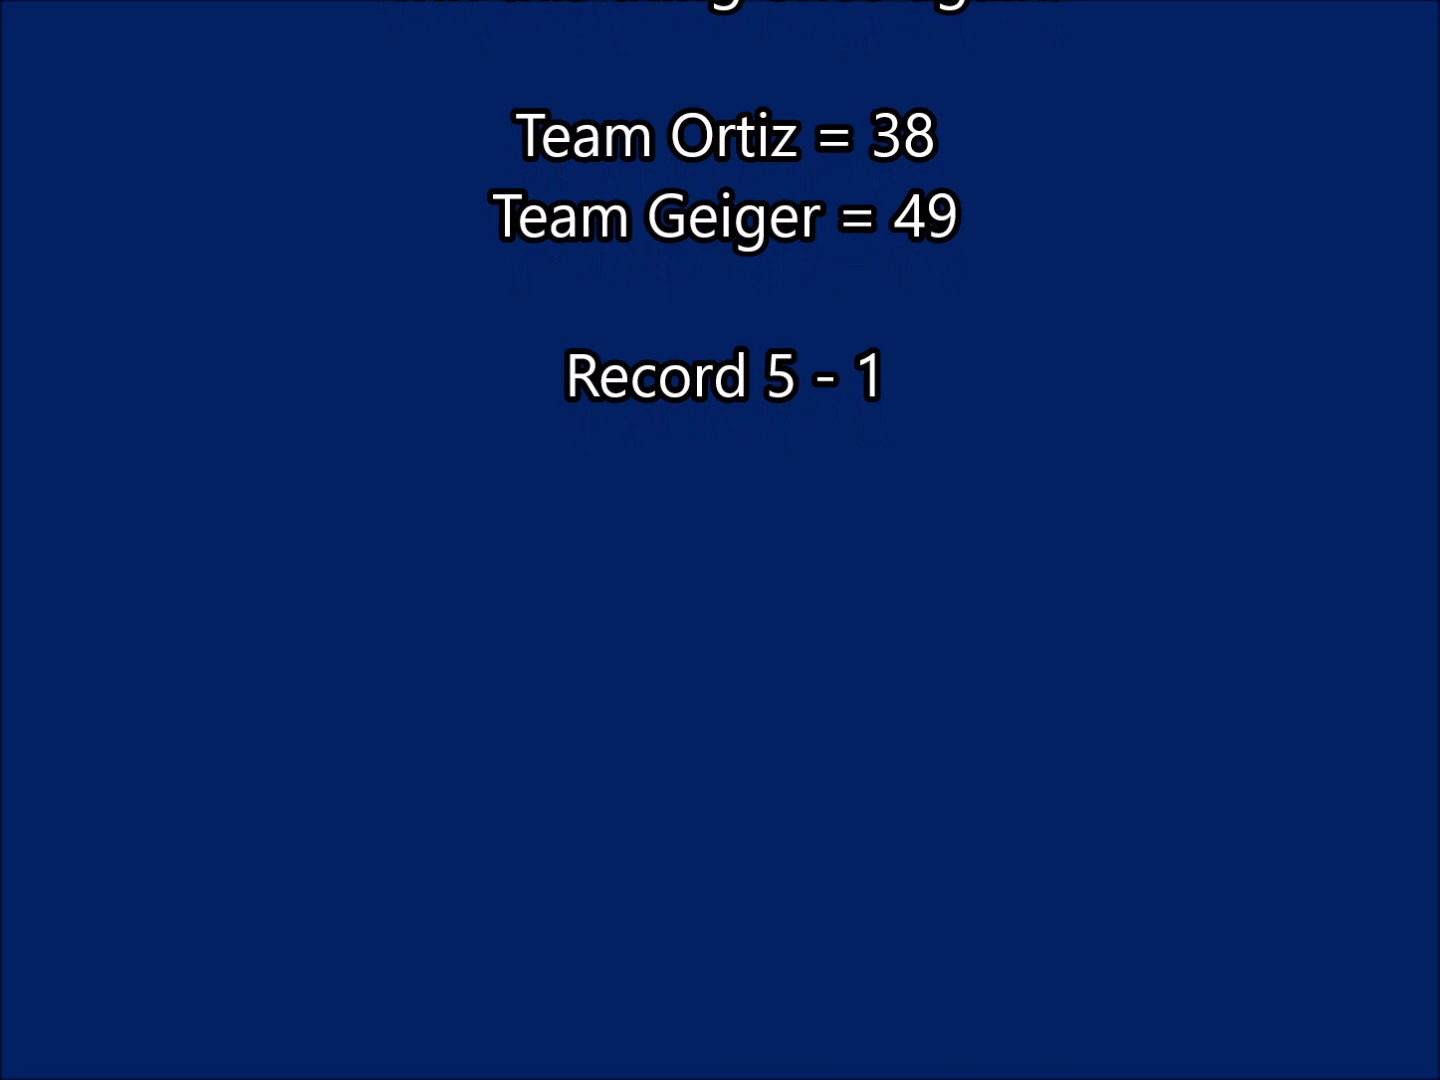 Team Ortiz = 38
Team Geiger = 49
Record 5 - 1